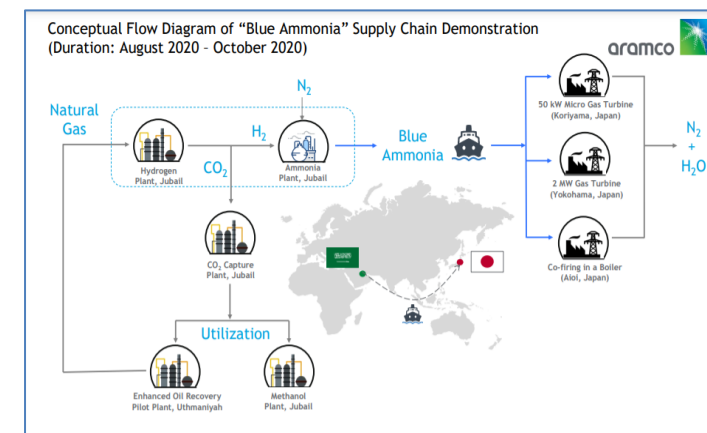 Conceptual Flow Diagram of “Blue Ammonia” Supply Chain Demonstration
(Duration: August 2020 – October 2020)
aramco
Natural
Gas
N₂
H₂
CO₂
Hydrogen
Plant, Jubail
Ammonia
Plant, Jubail
Blue
Ammonia
50 kW Micro Gas Turbine
(Koriyama, Japan)
2 MW Gas Turbine
(Yokohama, Japan)
Co-firing in a Boiler
(Aioi, Japan)
N₂
+
H₂O
CO₂ Capture
Plant, Jubail
Utilization
Enhanced Oil Recovery
Pilot Plant, Uthmaniyah
Methanol
Plant, Jubail